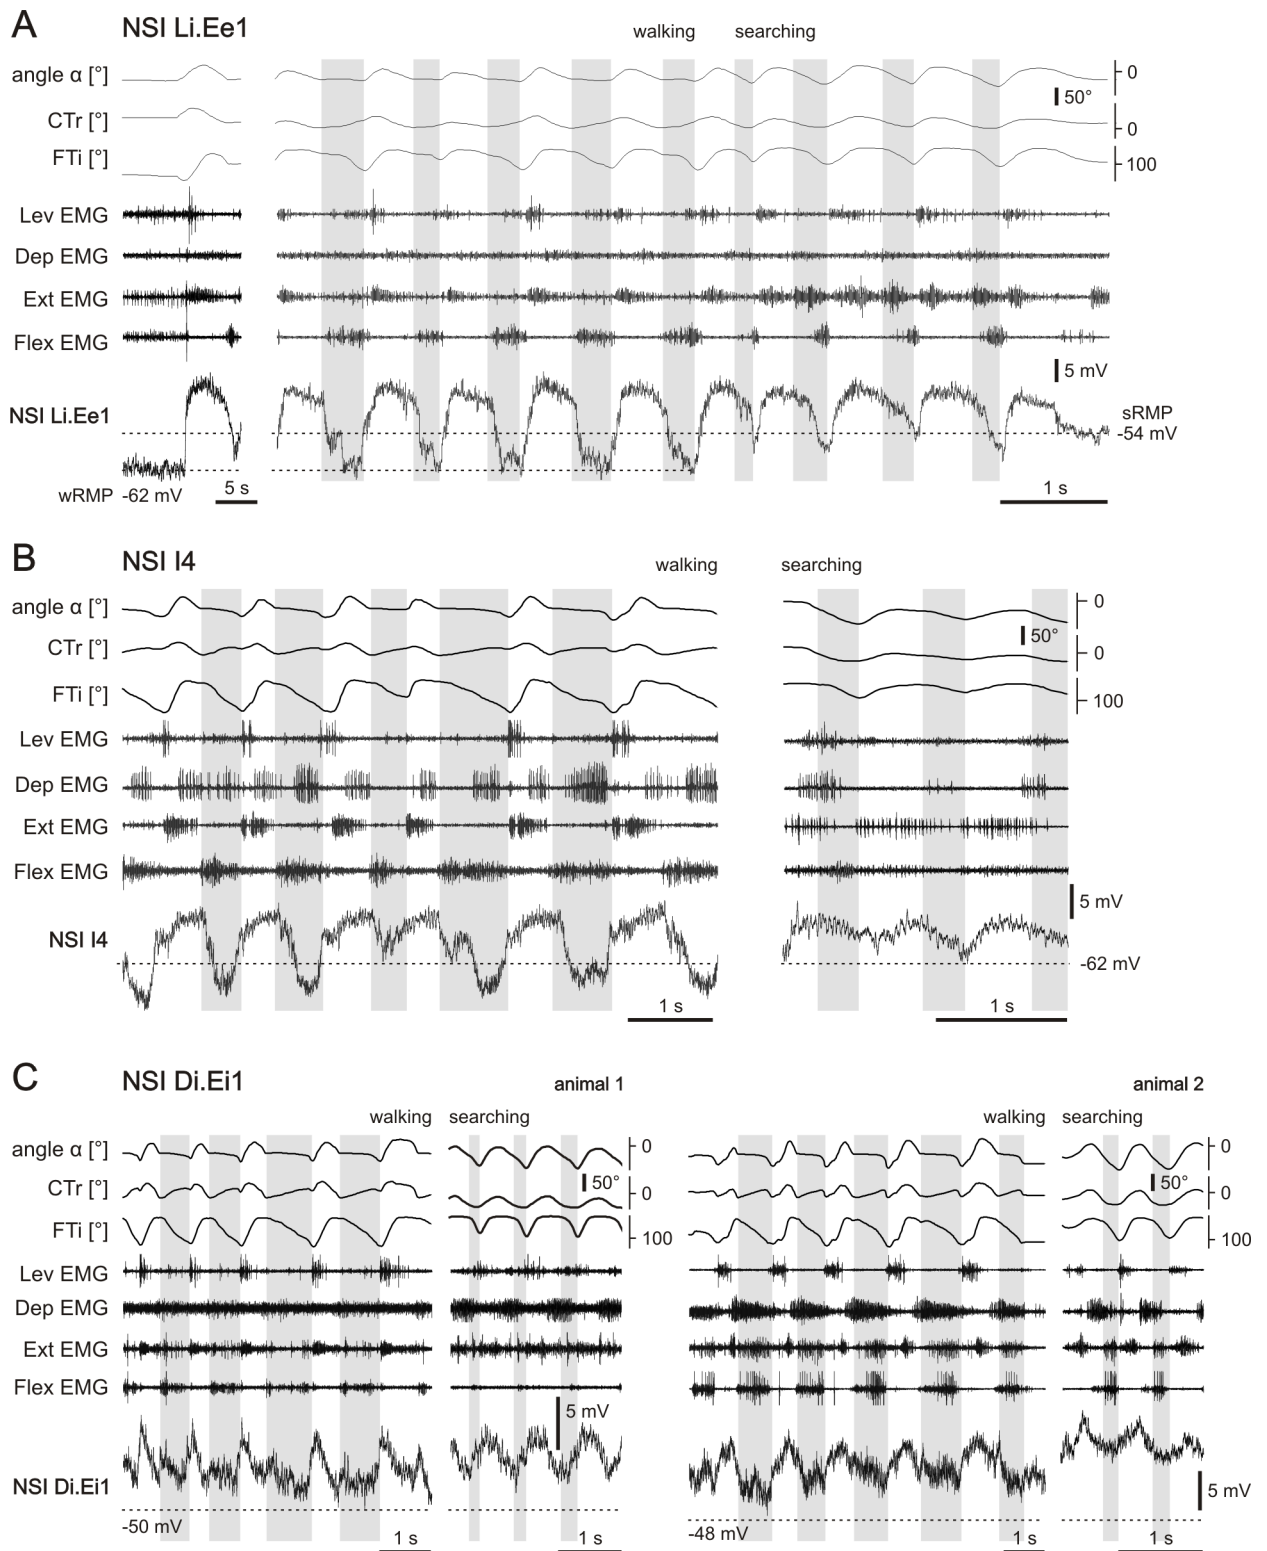 A NSI Li.Ee1
walking searching
angle α [°] 0
50°
CTr [°] 0
FTi [°] 100
Lev EMG
Dep EMG
Ext EMG
Flex EMG
5 mV
NSI Li.Ee1 sRMP
-54 mV
wRMP -62 mV 5 s 1 s
B NSI I4
walking searching
angle α [°] 0
50°
CTr [°] 0
FTi [°] 100
Lev EMG
Dep EMG
Ext EMG
Flex EMG
5 mV
NSI I4
-62 mV
1 s 1 s
C NSI Di.Ei1 animal 1 animal 2
walking searching walking searching
angle α [°] 0 0
50° 50°
CTr [°] 0 0
FTi [°] 100 100
Lev EMG
Dep EMG
Ext EMG
Flex EMG
5 mV
NSI Di.Ei1 5 mV
-50 mV -48 mV
1 s 1 s 1 s 1 s